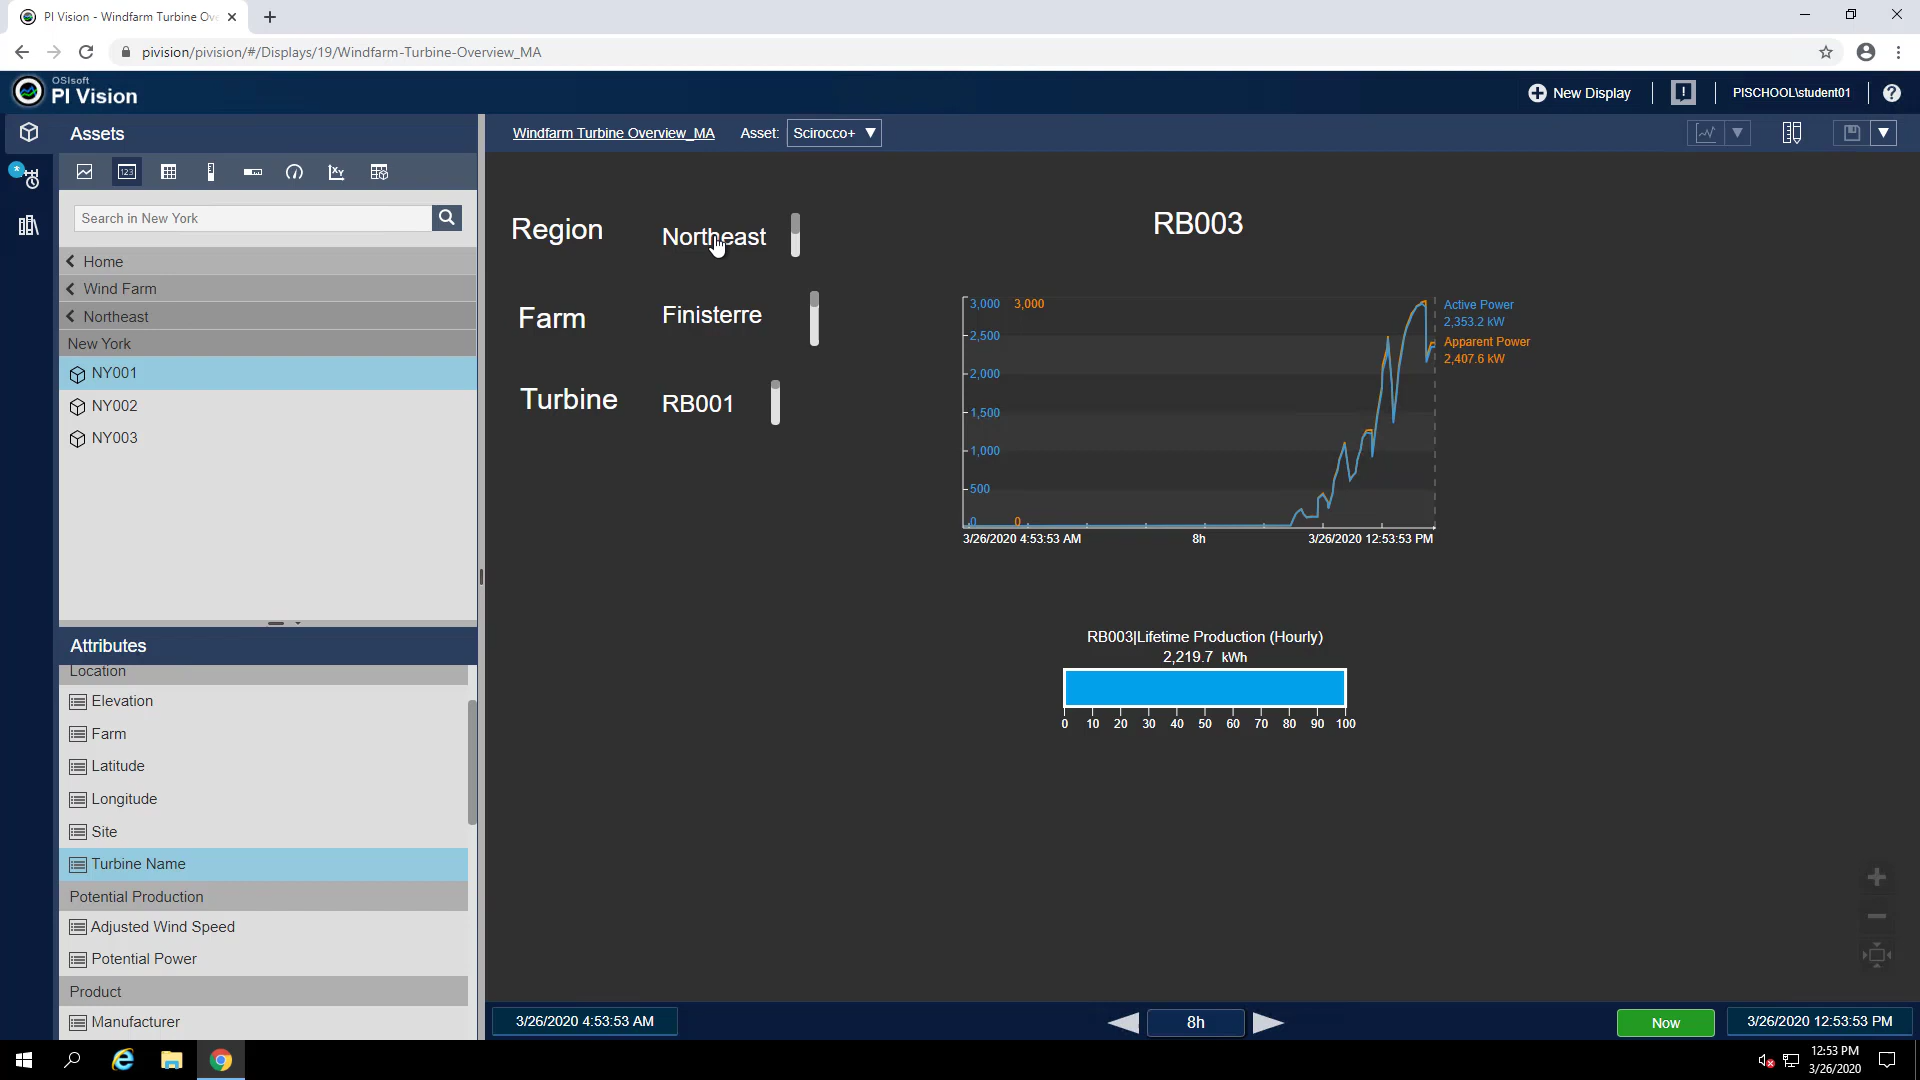 PI Vision - Windfarm Turbine Ov
pivision/pivision/#/Displays/19/Windfarm-Turbine-Overview_MA
OSIsoft
PI Vision
New Display
PISCHOOL\student01
Assets
Windfarm Turbine Overview_MA
Asset:
Scirocco+
123
XY
Search in New York
Home
Wind Farm
Northeast
New York
NY001
NY002
NY003
Region
Northeast
Farm
Finisterre
Turbine
RB001
RB003
3,000
3,000
2,500
2,000
1,500
1,000
500
0
0
Active Power
2,353.2 kW
Apparent Power
2,407.6 kW
3/26/2020 4:53:53 AM
8h
3/26/2020 12:53:53 PM
RB003|Lifetime Production (Hourly)
2,219.7 kWh
0 10 20 30 40 50 60 70 80 90 100
Attributes
Location
Elevation
Farm
Latitude
Longitude
Site
Turbine Name
Potential Production
Adjusted Wind Speed
Potential Power
Product
Manufacturer
3/26/2020 4:53:53 AM
8h
Now
3/26/2020 12:53:53 PM
12:53 PM
3/26/2020